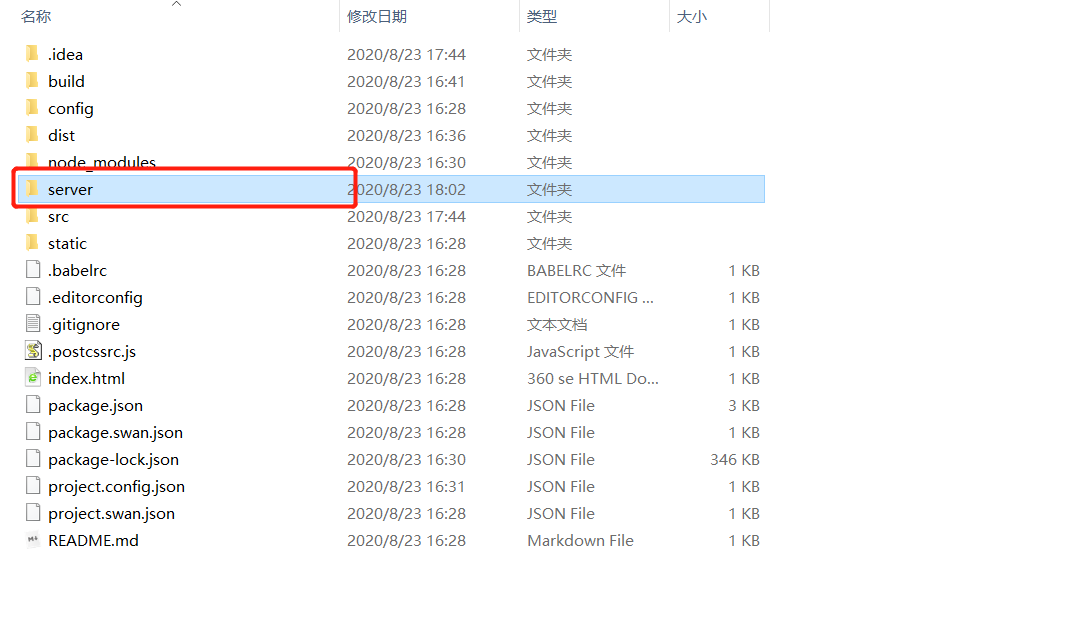 名称 修改日期 类型 大小
.idea 2020/8/23 17:44 文件夹
build 2020/8/23 16:41 文件夹
config 2020/8/23 16:28 文件夹
dist 2020/8/23 16:36 文件夹
node_modules 2020/8/23 16:30 文件夹
server 2020/8/23 18:02 文件夹
src 2020/8/23 17:44 文件夹
static 2020/8/23 16:28 文件夹
.babelrc 2020/8/23 16:28 BABELRC 文件 1 KB
.editorconfig 2020/8/23 16:28 EDITORCONFIG ... 1 KB
.gitignore 2020/8/23 16:28 文本文档 1 KB
.postcssrc.js 2020/8/23 16:28 JavaScript 文件 1 KB
index.html 2020/8/23 16:28 360 se HTML Do... 1 KB
package.json 2020/8/23 16:28 JSON File 3 KB
package.swan.json 2020/8/23 16:28 JSON File 1 KB
package-lock.json 2020/8/23 16:30 JSON File 346 KB
project.config.json 2020/8/23 16:31 JSON File 1 KB
project.swan.json 2020/8/23 16:28 JSON File 1 KB
README.md 2020/8/23 16:28 Markdown File 1 KB